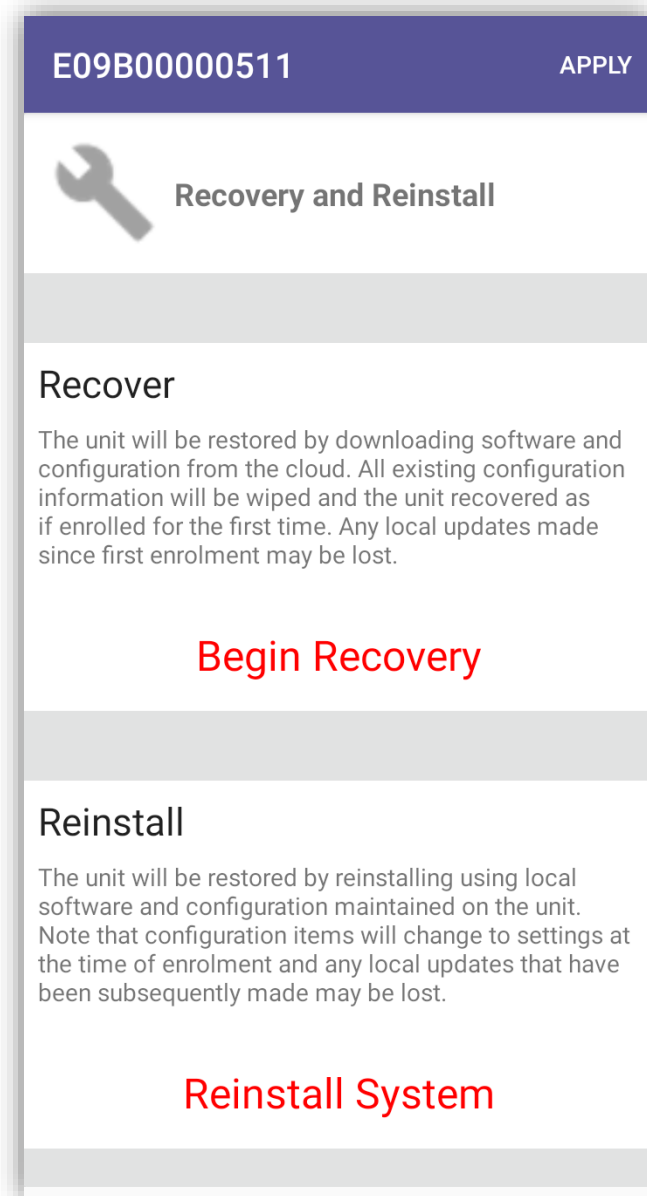 E09B00000511 APPLY
Recovery and Reinstall
Recover
The unit will be restored by downloading software and
configuration from the cloud. All existing configuration
information will be wiped and the unit recovered as
if enrolled for the first time. Any local updates made
since first enrolment may be lost.
Begin Recovery
Reinstall
The unit will be restored by reinstalling using local
software and configuration maintained on the unit.
Note that configuration items will change to settings at
the time of enrolment and any local updates that have
been subsequently made may be lost.
Reinstall System